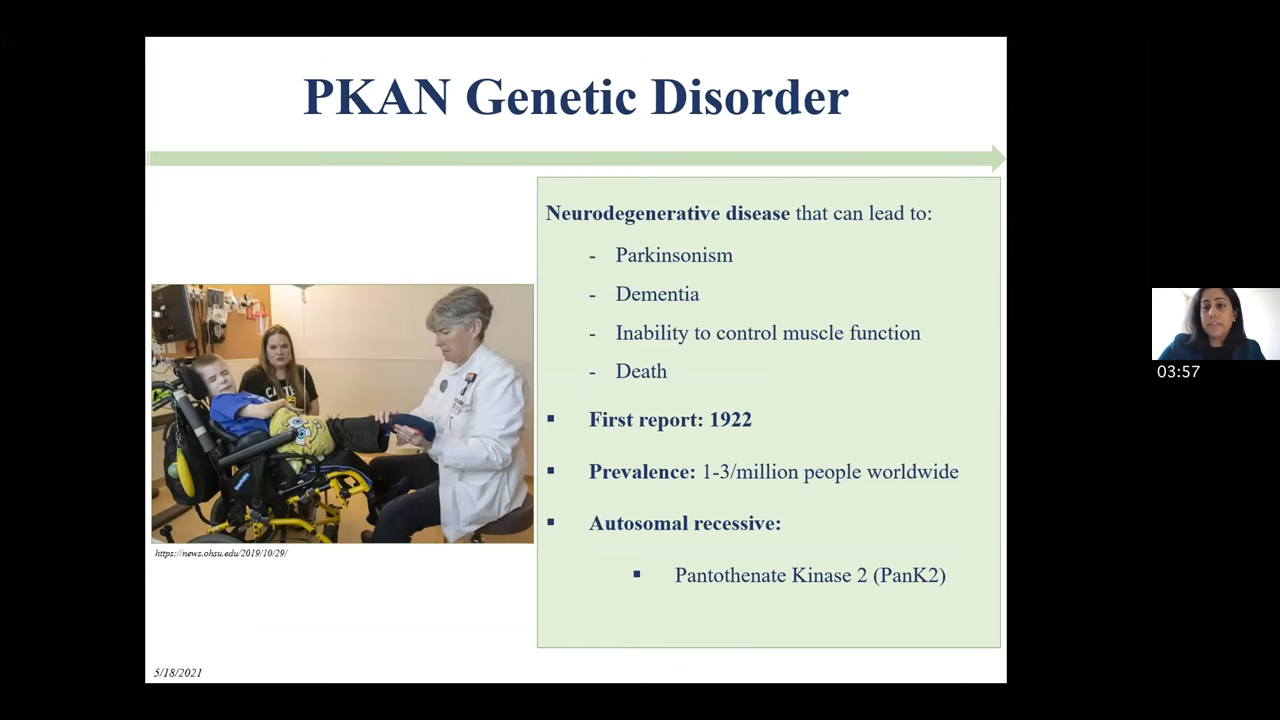 PKAN Genetic Disorder
Neurodegenerative disease that can lead to:
- Parkinsonism
- Dementia
- Inability to control muscle function
- Death
▪ First report: 1922
▪ Prevalence: 1-3/million people worldwide
▪ Autosomal recessive:
▪ Pantothenate Kinase 2 (PanK2)
https://news.ohsu.edu/2019/10/29/
5/18/2021
03:57